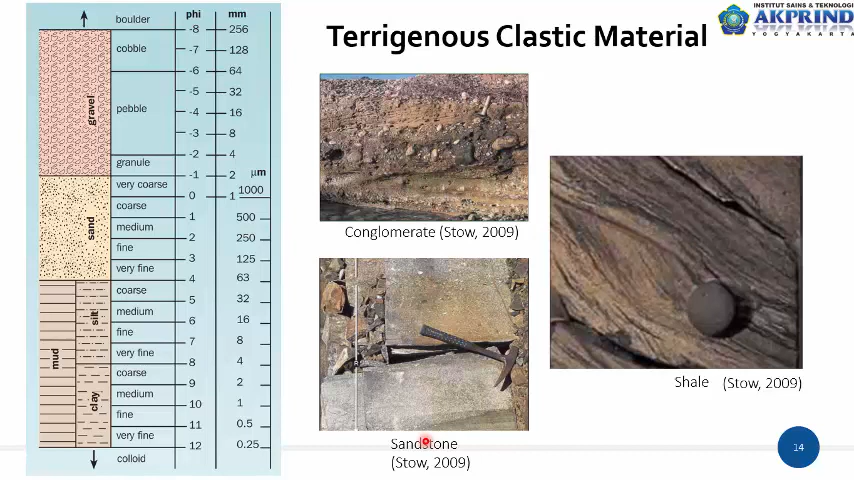 Terrigenous Clastic Material
INSTITUT SAINS & TEKNOLOGI
AKPRIND
YOGYAKARTA
phi mm
boulder
-8 256
cobble
-7 128
-6 64
-5 32
pebble
-4 16
-3 8
-2 4
granule
μm
-1 2
very coarse
0 1 1000
coarse
1 500
medium
2 250
fine
3 125
very fine
4 63
coarse
5 32
medium
6 16
fine
7 8
very fine
8 4
coarse
9 2
medium
10 1
fine
11 0.5
very fine
12 0.25
colloid
gravel
sand
silt
mud
clay
Conglomerate (Stow, 2009)
Sandstone
(Stow, 2009)
Shale (Stow, 2009)
14